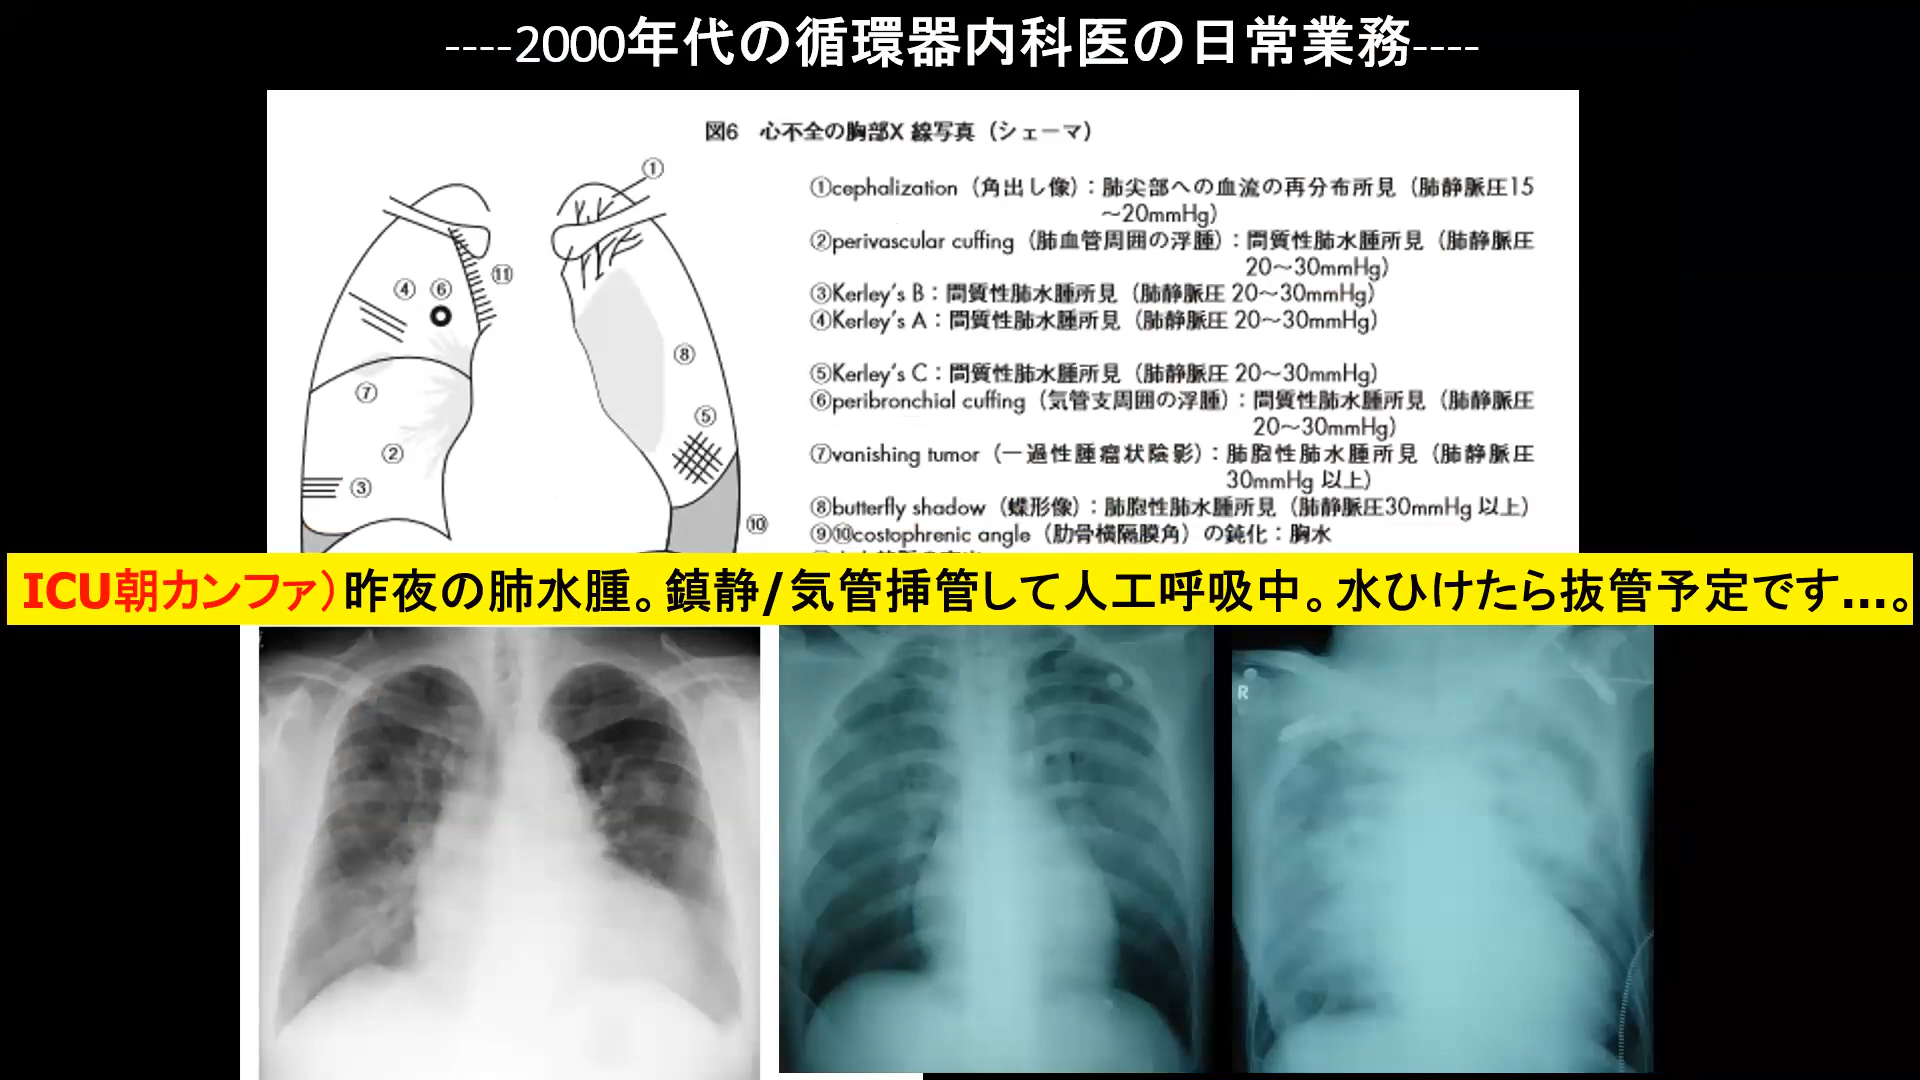 ----2000年代の循環器内科医の日常業務----
図6 心不全の胸部X 線写真（シェーマ）
①
①cephalization（角出し像）：肺尖部への血流の再分布所見（肺静脈圧15
～20mmHg）
②perivascular cuffing（肺血管周囲の浮腫）：間質性肺水腫所見（肺静脈圧
20～30mmHg）
⑪
④ ⑥
③Kerley's B：間質性肺水腫所見（肺静脈圧 20～30mmHg）
④Kerley's A：間質性肺水腫所見（肺静脈圧 20～30mmHg）
⑧
⑤Kerley's C：間質性肺水腫所見（肺静脈圧 20～30mmHg）
⑦
⑥peribronchial cuffing（気管支周囲の浮腫）：間質性肺水腫所見（肺静脈圧
20～30mmHg）
⑤
②
⑦vanishing tumor（一過性腫瘤状陰影）：肺胞性肺水腫所見（肺静脈圧
30mmHg 以上）
③
⑧butterfly shadow（蝶形像）：肺胞性肺水腫所見（肺静脈圧30mmHg 以上）
⑩
⑨⑩costophrenic angle（肋骨横隔膜角）の鈍化：胸水
ICU朝カンファ）昨夜の肺水腫。鎮静/気管挿管して人工呼吸中。水ひけたら抜管予定です…。
R